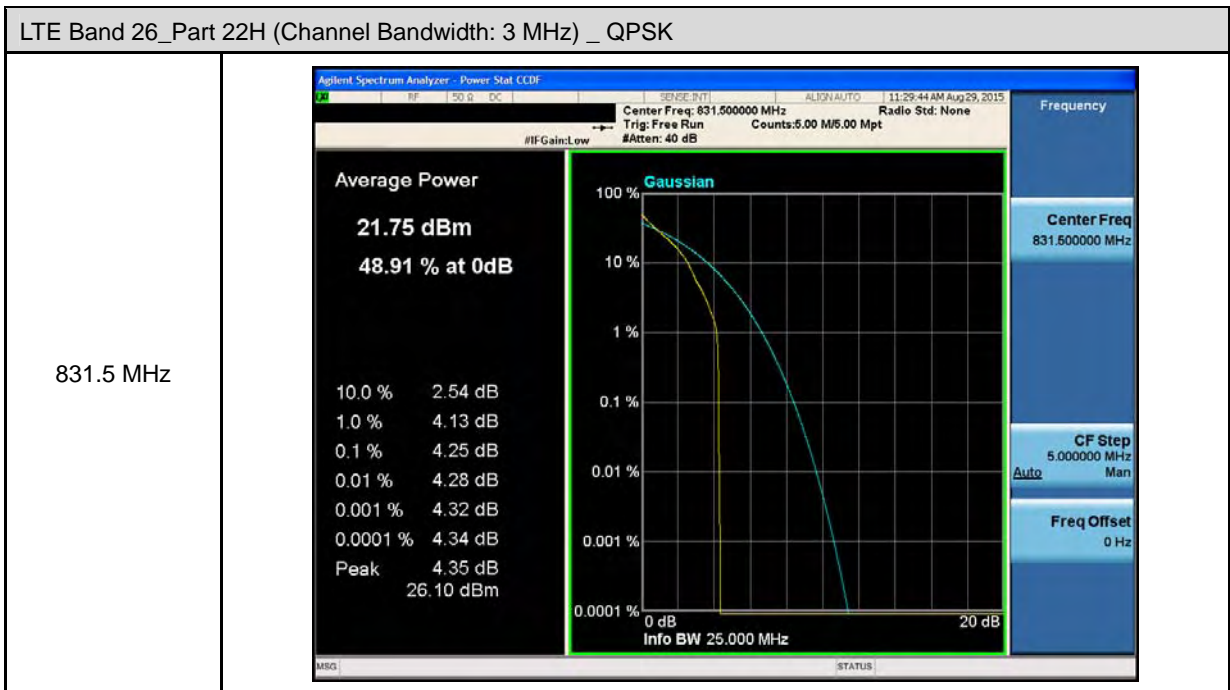 LTE Band 26_Part 22H (Channel Bandwidth: 3 MHz) _ QPSK
831.5 MHz
Agilent Spectrum Analyzer - Power Stat CCDF
RF 50 Ω DC SENSE:INT ALIGN AUTO 11:29:44 AM Aug 29, 2015
Center Freq: 831.500000 MHz Radio Std: None
Trig: Free Run Counts:5.00 M/5.00 Mpt
#IFGain:Low #Atten: 40 dB
Average Power
21.75 dBm
48.91 % at 0dB
10.0 % 2.54 dB
1.0 % 4.13 dB
0.1 % 4.25 dB
0.01 % 4.28 dB
0.001 % 4.32 dB
0.0001 % 4.34 dB
Peak 4.35 dB
26.10 dBm
Gaussian
100 %
10 %
1 %
0.1 %
0.01 %
0.001 %
0.0001 %
0 dB 20 dB
Info BW 25.000 MHz
Frequency
Center Freq
831.500000 MHz
CF Step
5.000000 MHz
Auto Man
Freq Offset
0 Hz
MSG STATUS